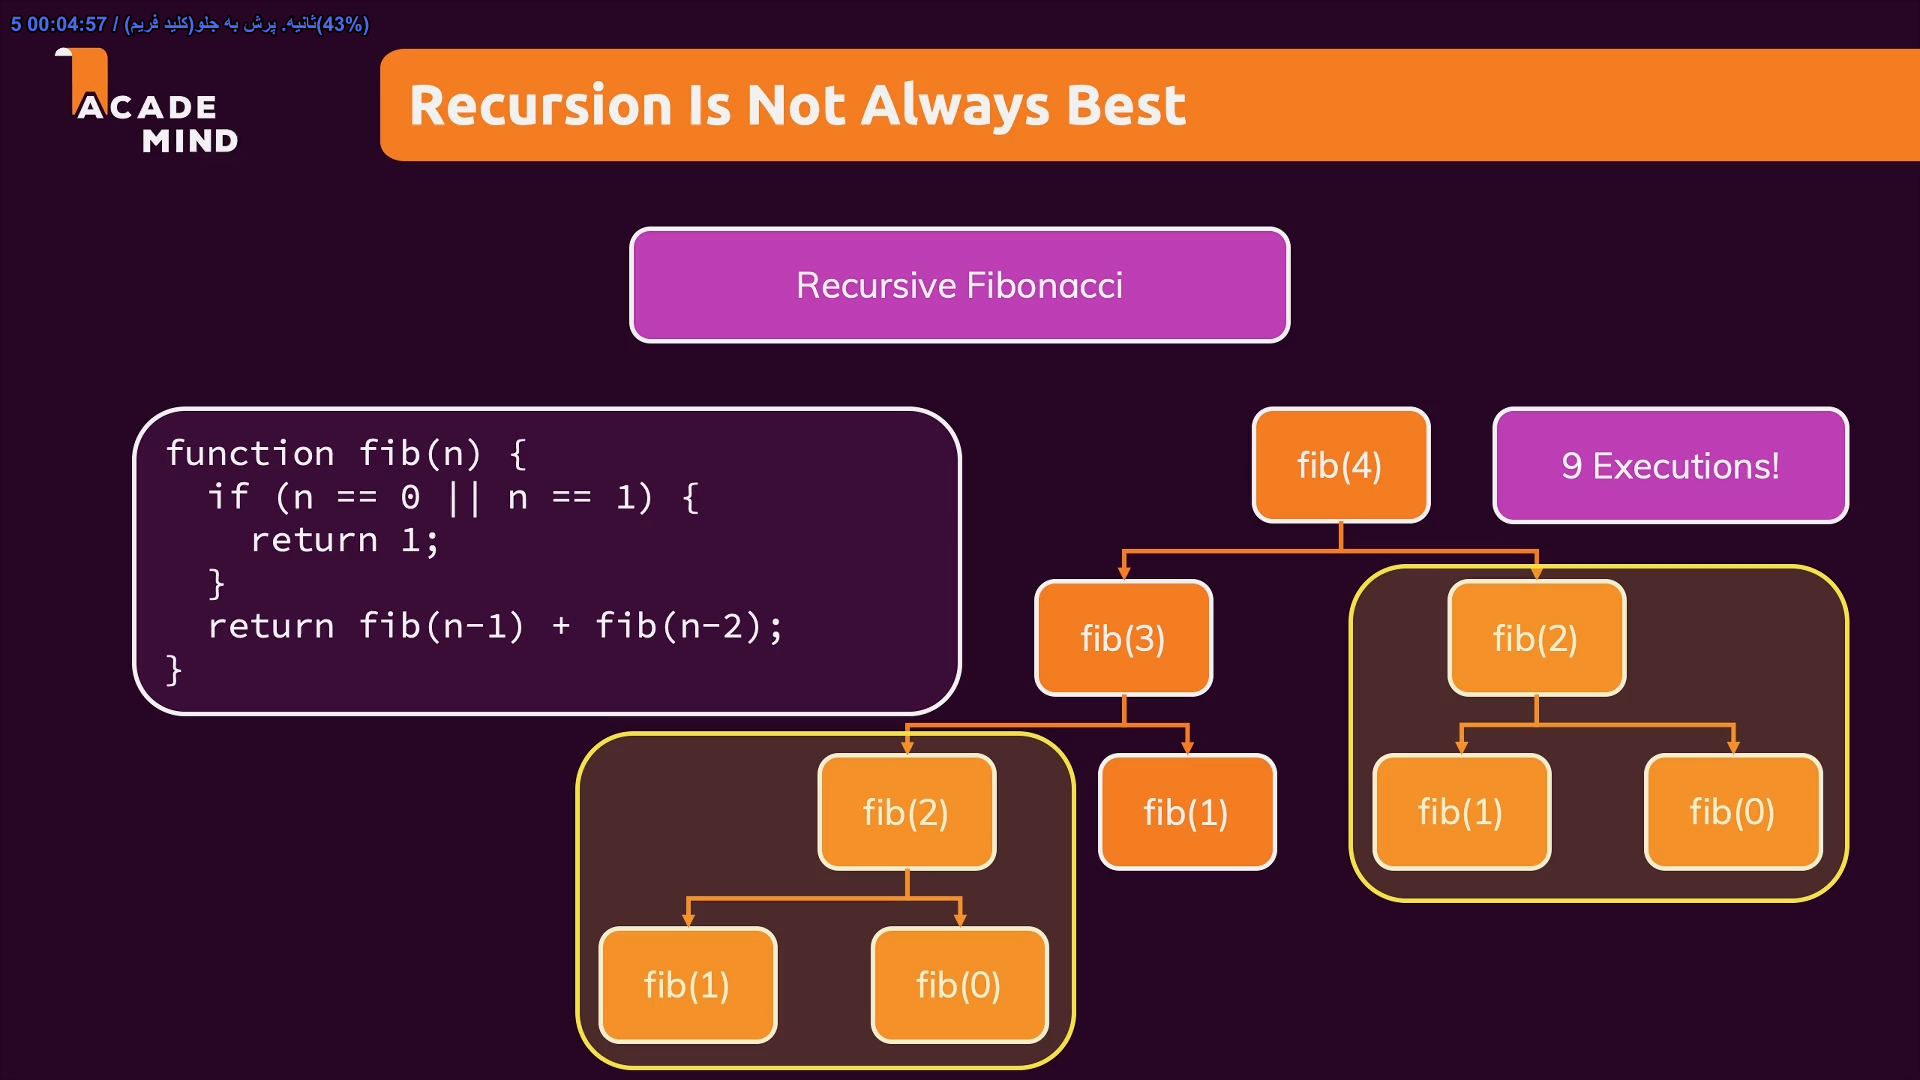 5 00:04:57 / (کلید فریم)ثانیه. پرش به جلو(43%)
ACADE
MIND
Recursion Is Not Always Best
Recursive Fibonacci
function fib(n) {
  if (n == 0 || n == 1) {
    return 1;
  }
  return fib(n-1) + fib(n-2);
}
fib(4)
9 Executions!
fib(3)
fib(2)
fib(2)
fib(1)
fib(1)
fib(0)
fib(1)
fib(0)